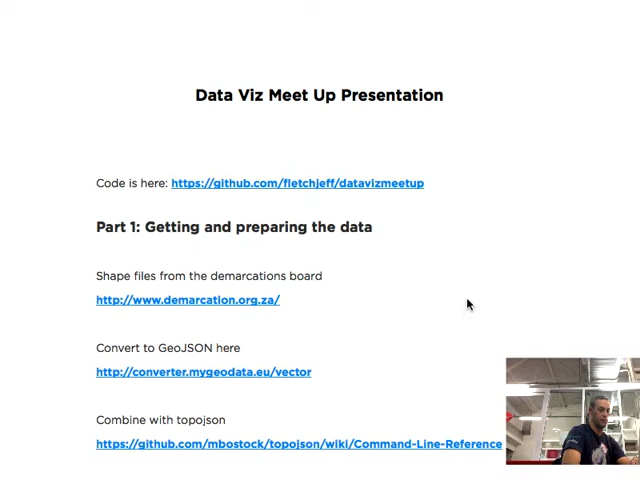 Data Viz Meet Up Presentation
Code is here: https://github.com/fletchjeff/datavizmeetup
Part 1: Getting and preparing the data
Shape files from the demarcations board
http://www.demarcation.org.za/
Convert to GeoJSON here
http://converter.mygeodata.eu/vector
Combine with topojson
https://github.com/mbostock/topojson/wiki/Command-Line-Reference